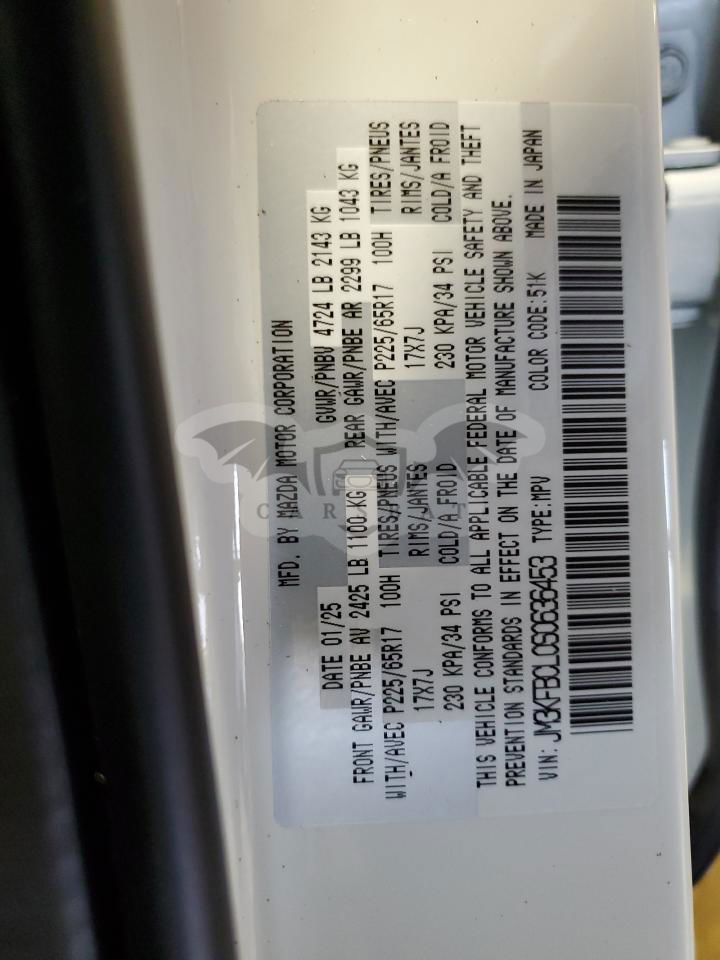 MFD. BY MAZDA MOTOR CORPORATION
DATE 01/25 GVWR/PNBV 4724 LB 2143 KG
FRONT GAWR/PNBE AV 2425 LB 1100 KG REAR GAWR/PNBE AR 2299 LB 1043 KG
WITH/AVEC P225/65R17 100H TIRES/PNEUS WITH/AVEC P225/65R17 100H TIRES/PNEUS
17X7J RIMS/JANTES 17X7J RIMS/JANTES
230 KPA/34 PSI COLD/A FROID 230 KPA/34 PSI COLD/A FROID
THIS VEHICLE CONFORMS TO ALL APPLICABLE FEDERAL MOTOR VEHICLE SAFETY AND THEFT
PREVENTION STANDARDS IN EFFECT ON THE DATE OF MANUFACTURE SHOWN ABOVE.
VIN: JM3KFBCL0S0636453 TYPE:MPV COLOR CODE:51K MADE IN JAPAN